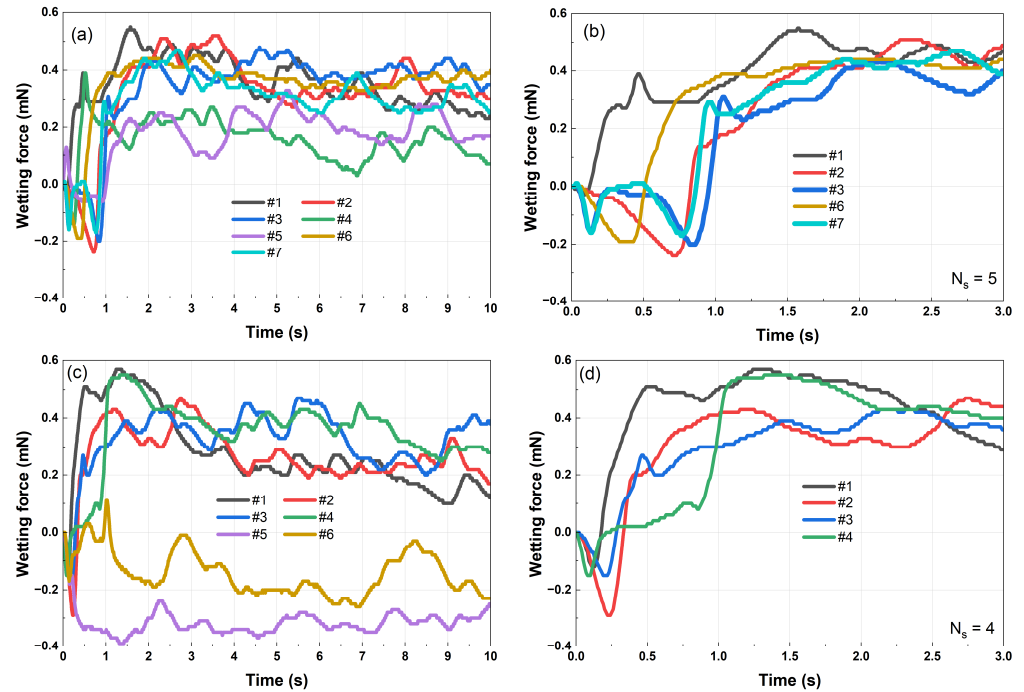 (a)
Wetting force (mN)
0.6
0.4
0.2
0.0
−0.2
−0.4
#1 #2
#3 #4
#5 #6
#7
0 1 2 3 4 5 6 7 8 9 10
Time (s)
(b)
Wetting force (mN)
0.6
0.4
0.2
0.0
−0.2
−0.4
#1
#2
#3
#6
#7
Nₛ = 5
0.0 0.5 1.0 1.5 2.0 2.5 3.0
Time (s)
(c)
Wetting force (mN)
0.6
0.4
0.2
0.0
−0.2
−0.4
#1 #2
#3 #4
#5 #6
0 1 2 3 4 5 6 7 8 9 10
Time (s)
(d)
Wetting force (mN)
0.6
0.4
0.2
0.0
−0.2
−0.4
#1
#2
#3
#4
Nₛ = 4
0.0 0.5 1.0 1.5 2.0 2.5 3.0
Time (s)